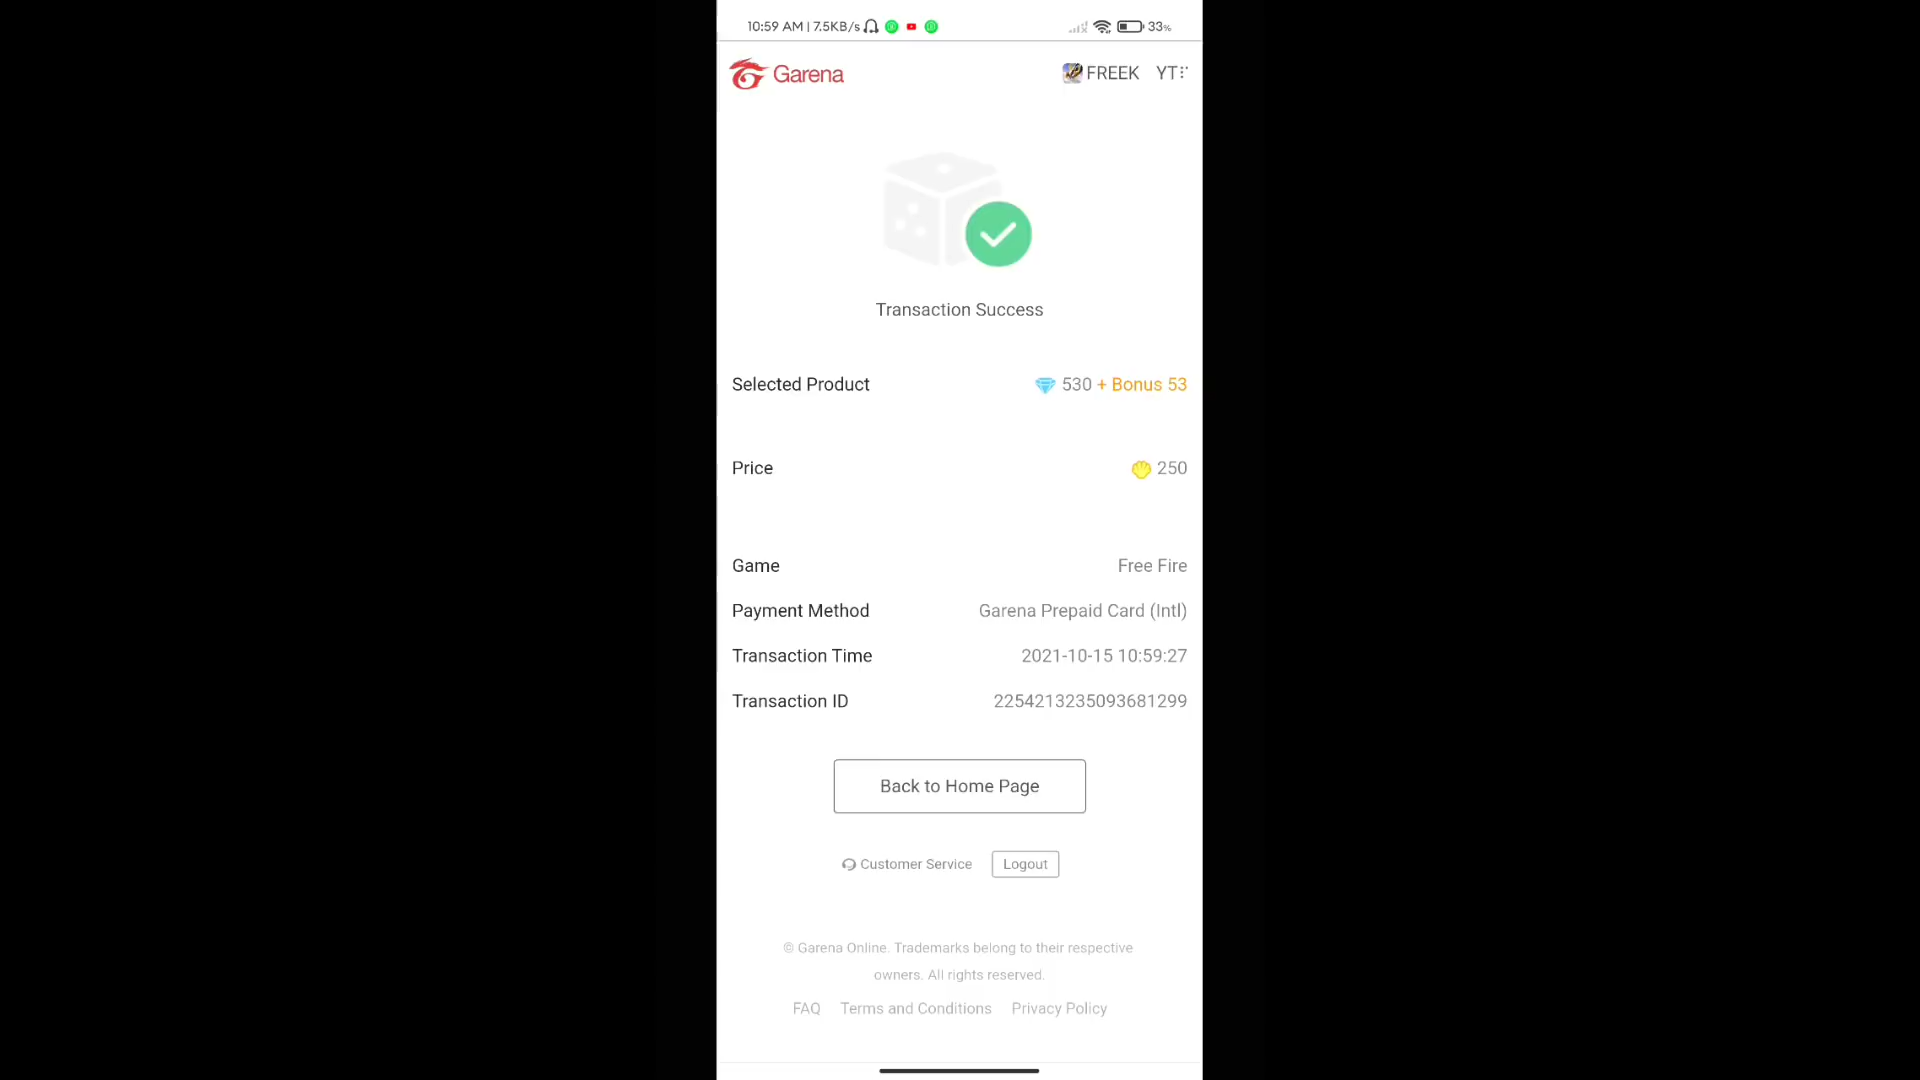 10:59 AM | 7.5KB/s 33%
Garena FREEK YT
Transaction Success
Selected Product 530 + Bonus 53
Price 250
Game Free Fire
Payment Method Garena Prepaid Card (Intl)
Transaction Time 2021-10-15 10:59:27
Transaction ID 2254213235093681299
Back to Home Page
Customer Service Logout
© Garena Online. Trademarks belong to their respective
owners. All rights reserved.
FAQ Terms and Conditions Privacy Policy